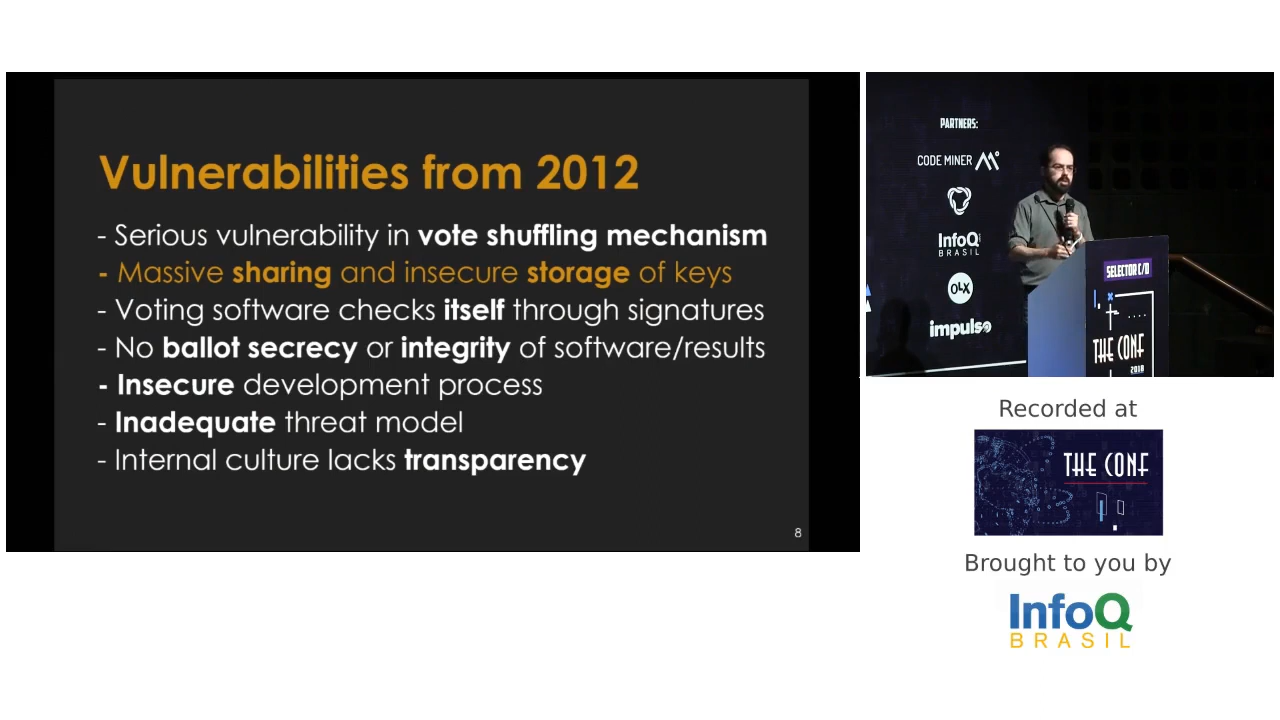 Vulnerabilities from 2012
- Serious vulnerability in vote shuffling mechanism
- Massive sharing and insecure storage of keys
- Voting software checks itself through signatures
- No ballot secrecy or integrity of software/results
- Insecure development process
- Inadequate threat model
- Internal culture lacks transparency
8
PARTNERS:
CODE MINER
InfoQ
BRASIL
OLX
impulso
SELECTOR C/O
THE CONF
2018
Recorded at
THE CONF
Brought to you by
InfoQ
BRASIL